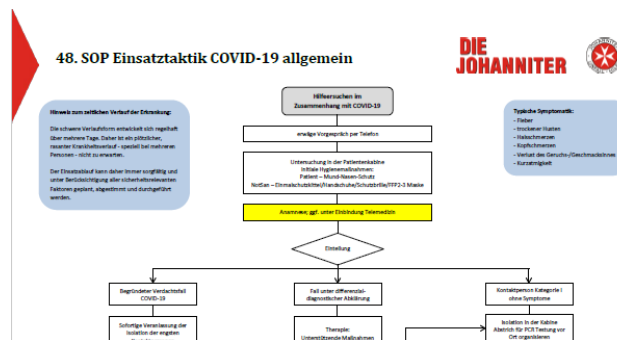 48. SOP Einsatztaktik COVID-19 allgemein
DIE
JOHANNITER
Hilfeersuchen im
Zusammenhang mit COVID-19
Hinweis zum zeitlichen Verlauf der Erkrankung:
Die schwere Verlaufsform entwickelt sich regelhaft
über mehrere Tage. Daher ist ein plötzlicher,
rasanter Krankheitsverlauf - speziell bei mehreren
Personen – nicht zu erwarten.
Der Einsatzablauf kann daher immer sorgfältig und
unter Berücksichtigung aller sicherheitsrelevanten
Faktoren geplant, abgestimmt und durchgeführt
werden.
Typische Symptomatik:
- Fieber
- trockener Husten
- Halsschmerzen
- Kopfschmerzen
- Verlust des Geruchs-/Geschmacksinnes
- Kurzatmigkeit
etwaige Vorgespräch per Telefon
Untersuchung in der Patientenkabine
Initiale Hygienemaßnahmen:
Patient – Mund-Nasen-Schutz
NotSan – Einmalschutzkittel/Handschuhe/Schutzbrille/FFP2-3 Maske
Anamnese; ggf. unter Einbindung Telemedizin
Einteilung
Begründeter Verdachtsfall
COVID-19
Fall unter differenzial-
diagnostischer Abklärung
Kontaktperson Kategorie I
ohne Symptome
Sofortige Veranlassung der
Isolation der engsten
Therapie:
Unterstützende Maßnahmen
Isolation in der Kabine
Abstrich für PCR Testung vor
Ort organisieren